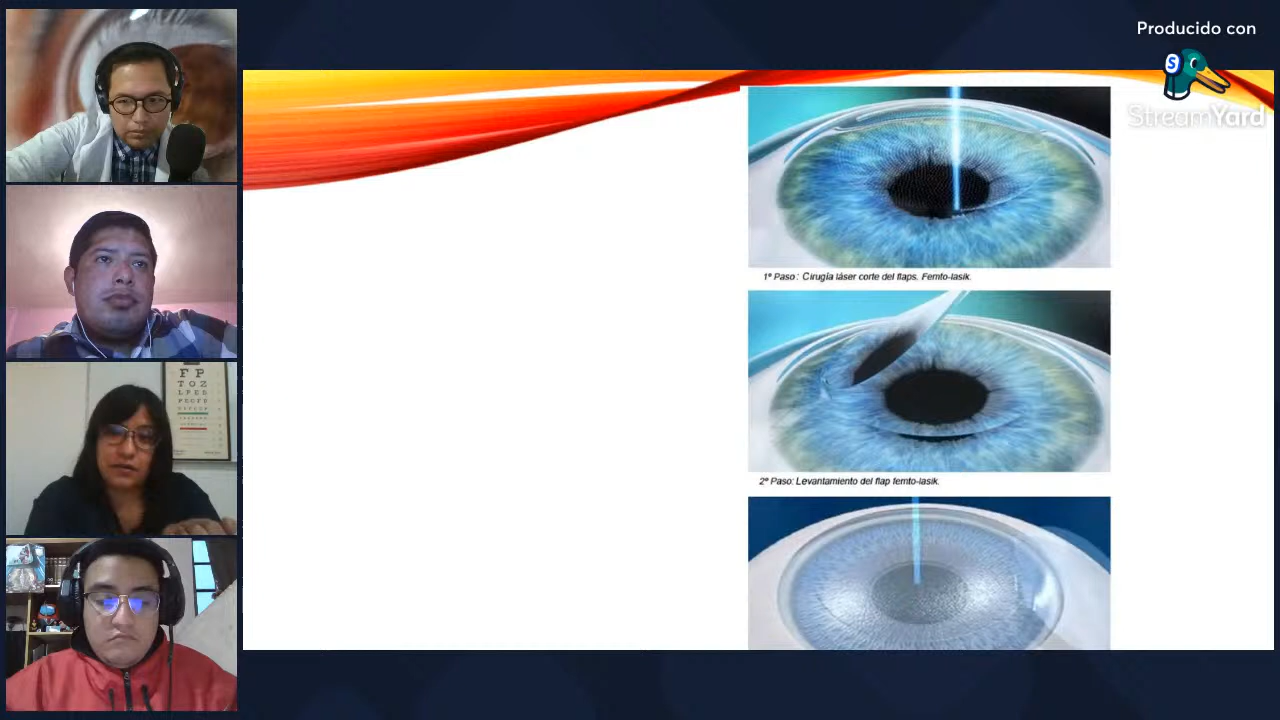 Producido con
S
StreamYard
1º Paso: Cirugía láser corte del flaps. Femto-lasik.
2º Paso: Levantamiento del flap femto-lasik.
F P
T O Z
L P E D
P E C F D